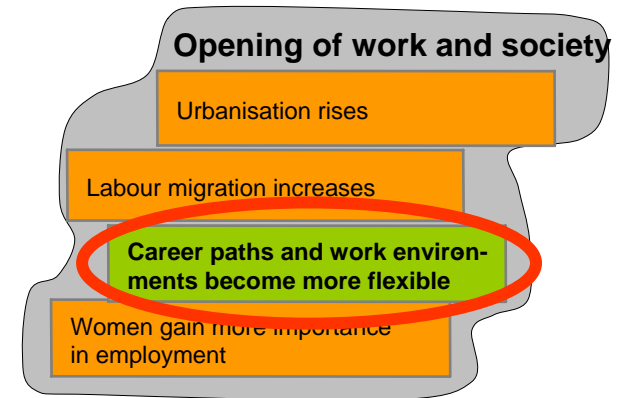 Opening of work and society
Urbanisation rises
Labour migration increases
Career paths and work environ-
ments become more flexible
Women gain more importance
in employment